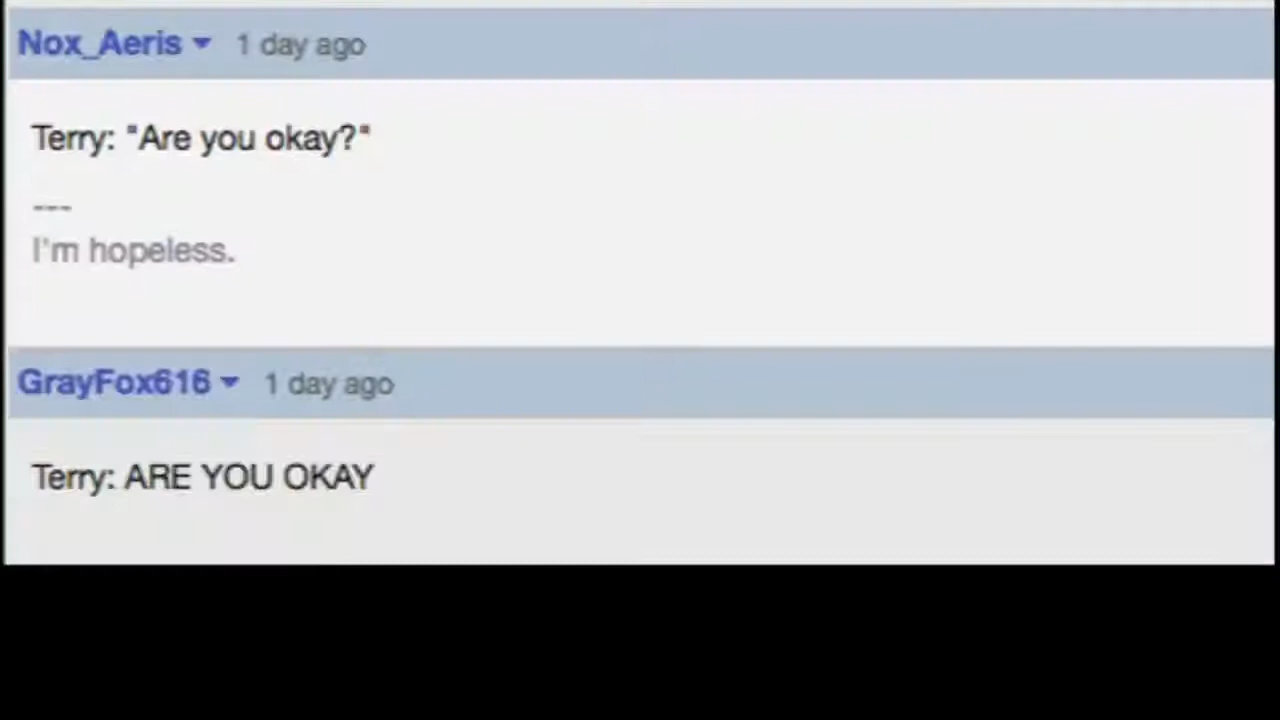 Nox_Aeris 1 day ago
Terry: "Are you okay?"
---
I'm hopeless.
GrayFox616 1 day ago
Terry: ARE YOU OKAY